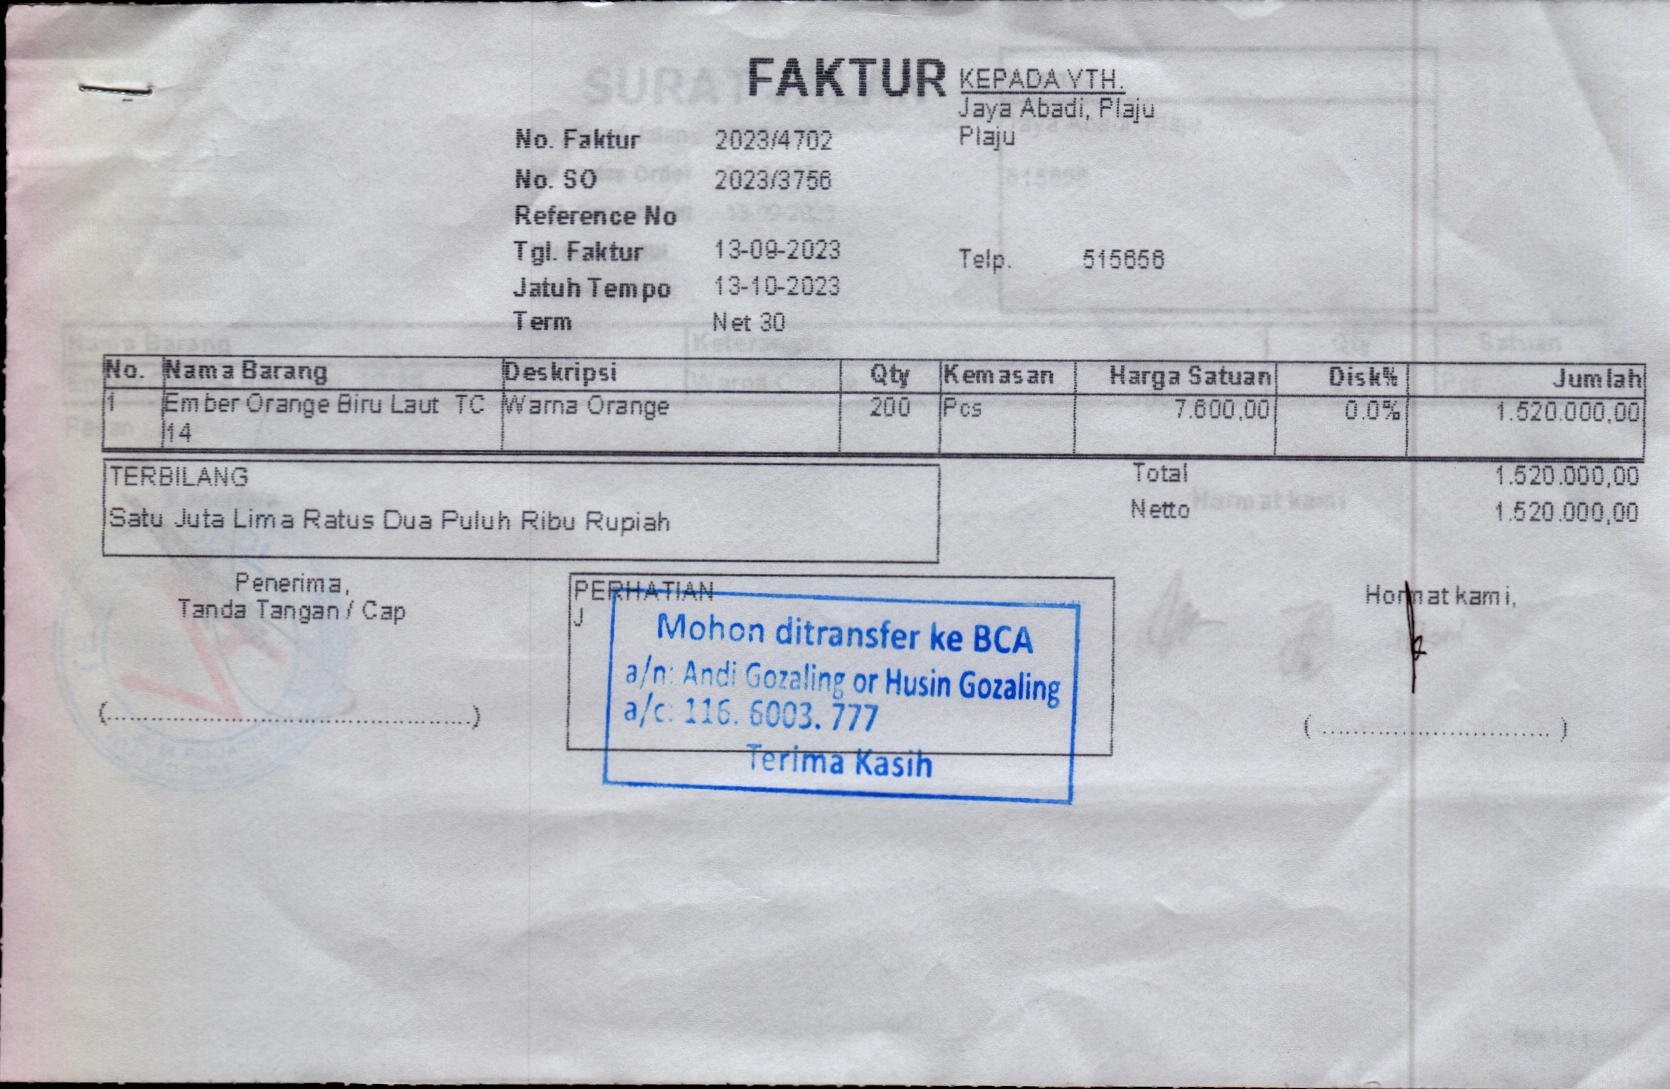 FAKTUR
KEPADA YTH.
Jaya Abadi, Plaju
Plaju
No. Faktur 2023/4702
No. SO 2023/3756
Reference No
Tgl. Faktur 13-09-2023
Jatuh Tempo 13-10-2023
Term Net 30
Telp. 515656
No. Nama Barang Deskripsi Qty Kemasan Harga Satuan Disk% Jumlah
1 Ember Orange Biru Laut TC Warna Orange 200 Pcs 7.600,00 0.0% 1.520.000,00
14
TERBILANG
Satu Juta Lima Ratus Dua Puluh Ribu Rupiah
Total 1.520.000,00
Netto 1.520.000,00
Penerima,
Tanda Tangan / Cap
(.................................................)
PERHATIAN
J
Mohon ditransfer ke BCA
a/n: Andi Gozaling or Husin Gozaling
a/c: 116. 6003. 777
Terima Kasih
Hormat kami,
( ............................... )